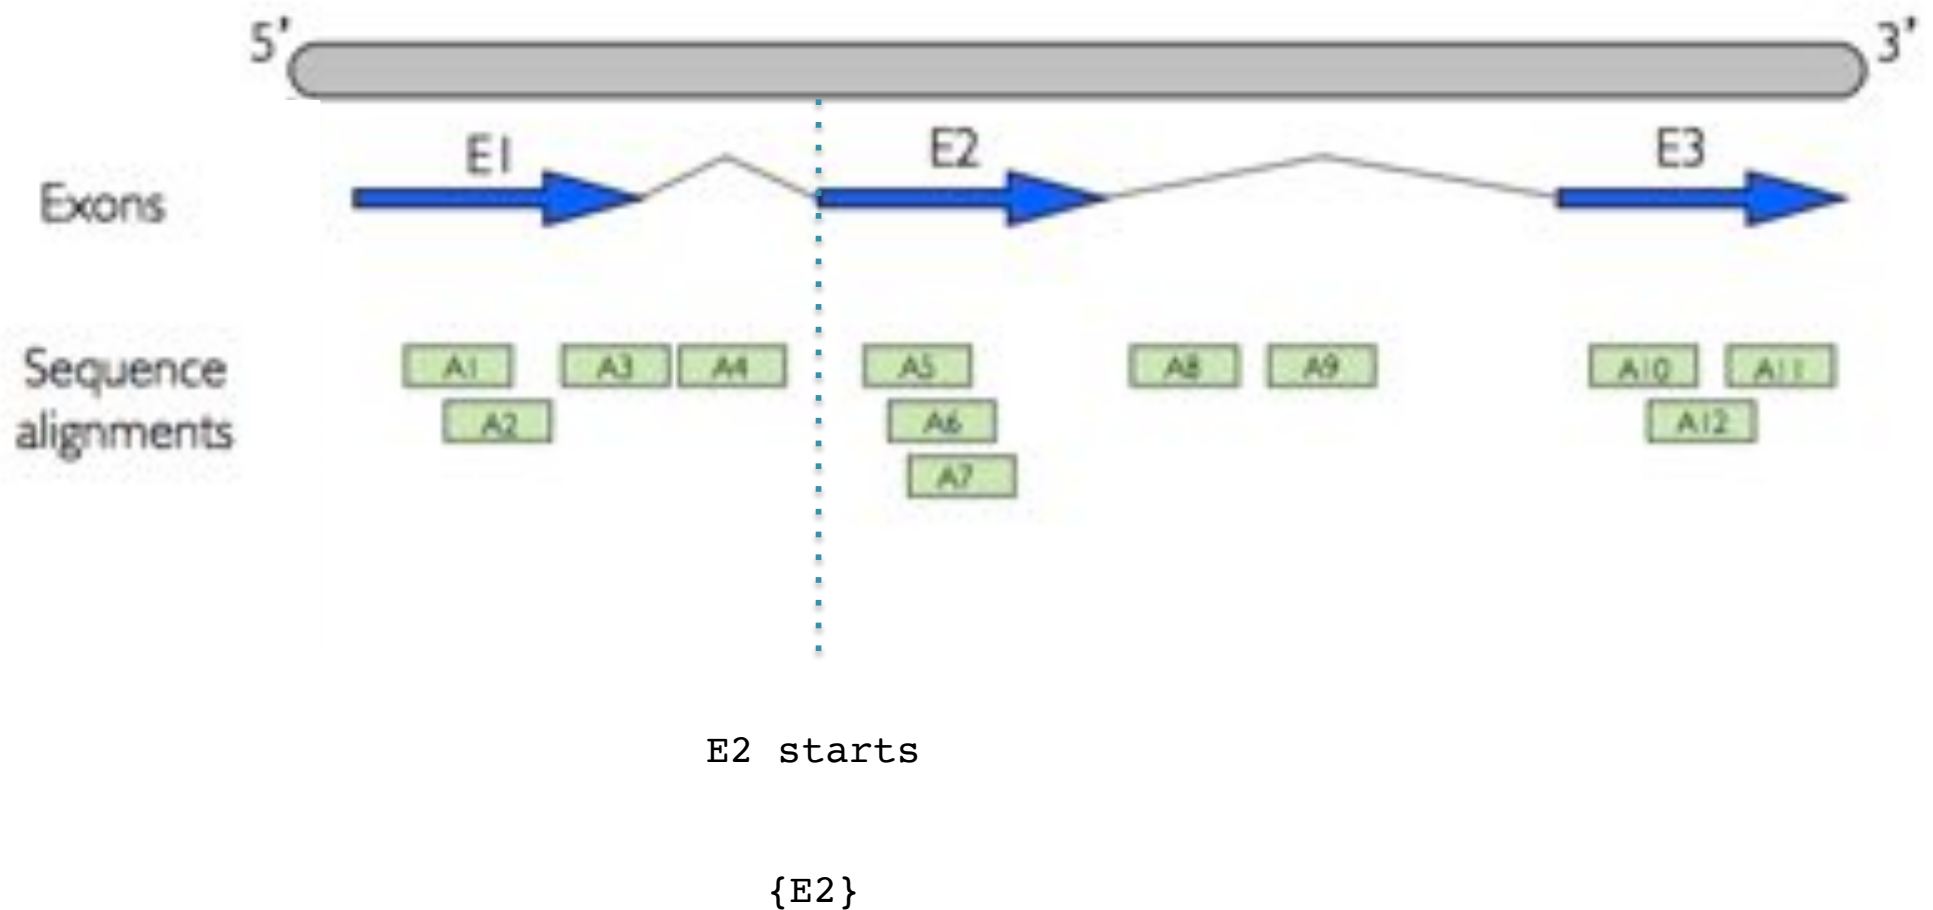 5' 3'
E1 E2 E3
Exons
Sequence alignments
A1 A3 A4 A5 A8 A9 A10 A11
A2 A6 A12
A7
E2 starts
{E2}